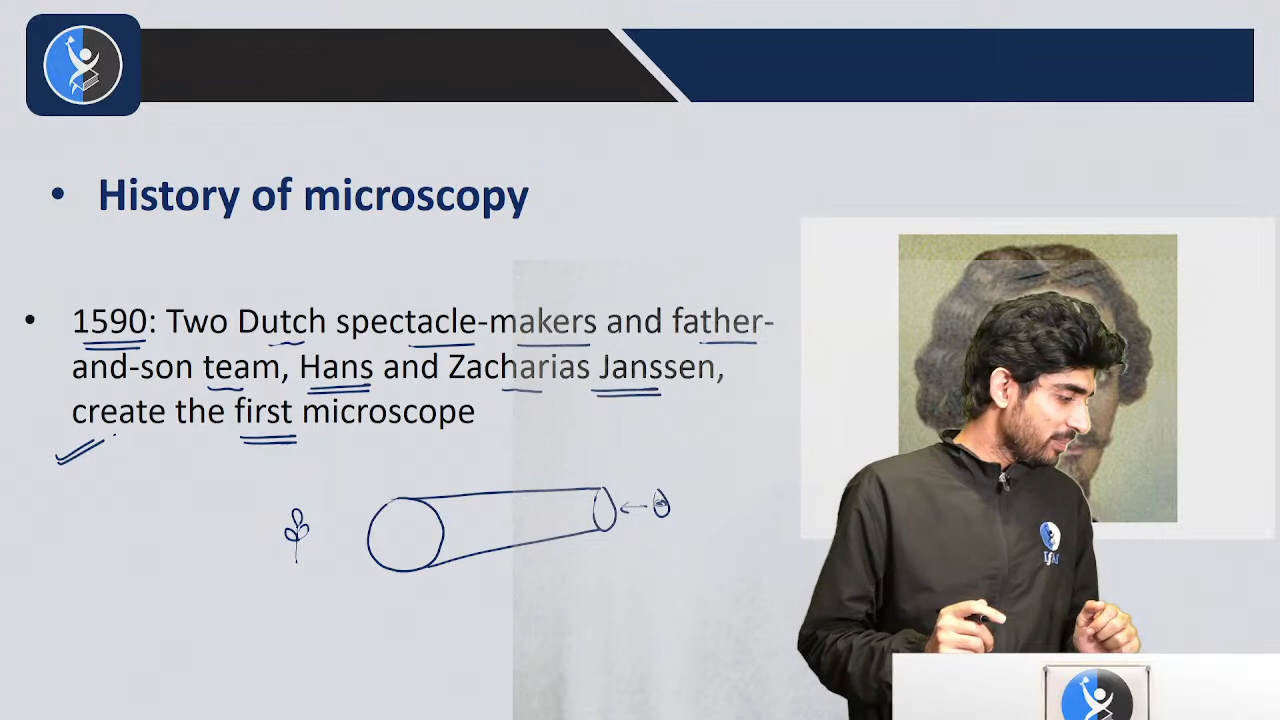 • History of microscopy
• 1590: Two Dutch spectacle-makers and father-
and-son team, Hans and Zacharias Janssen,
create the first microscope